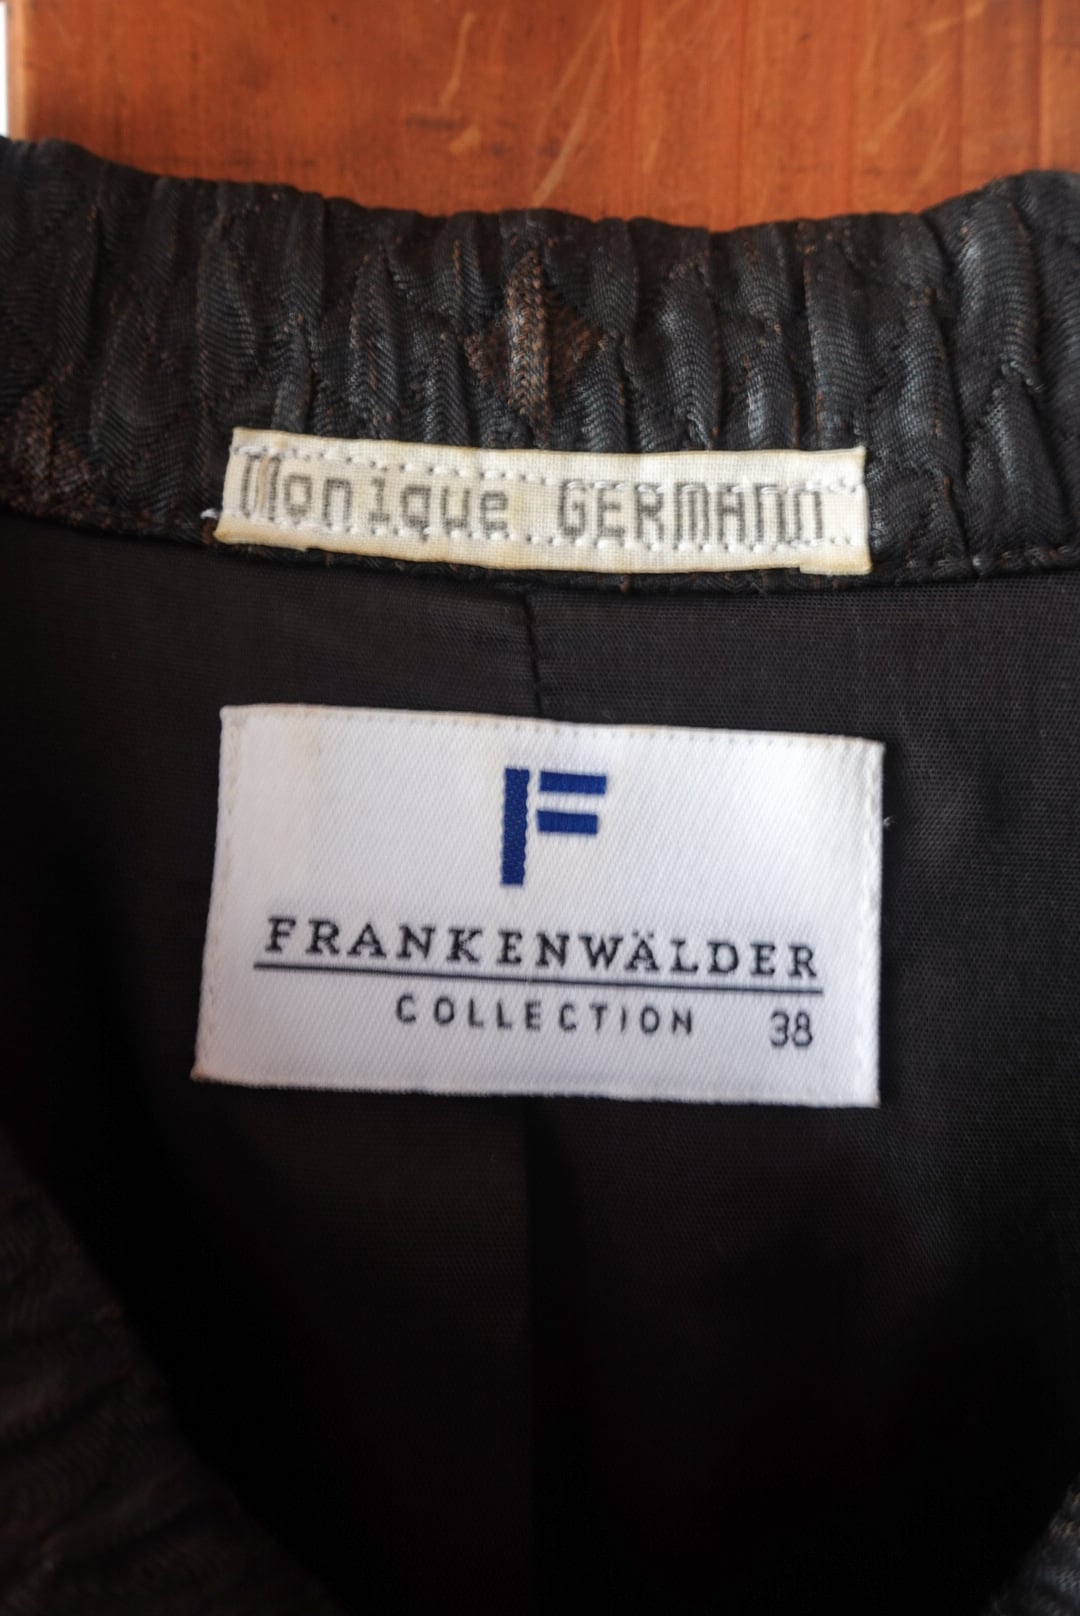 Monique GERMANN
F
FRANKENWÄLDER
COLLECTION 38